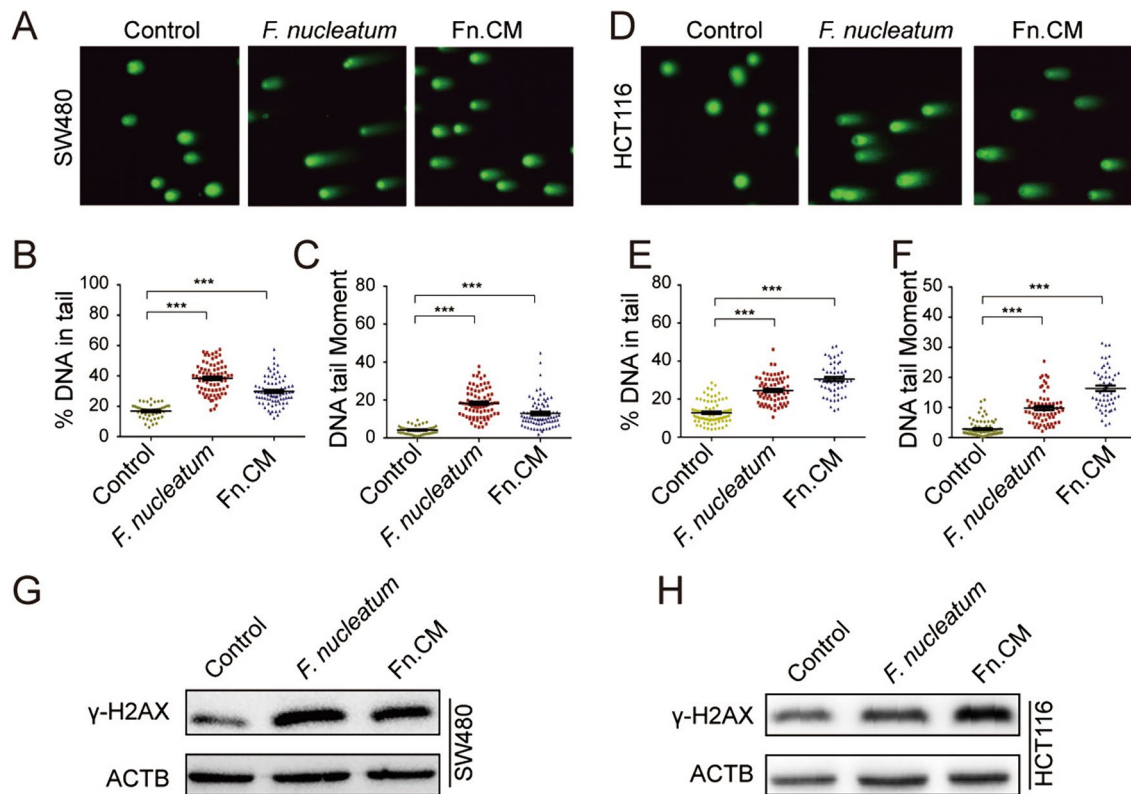 A
Control
F. nucleatum
Fn.CM
SW480
D
Control
F. nucleatum
Fn.CM
HCT116
B
% DNA in tail
100
80
60
40
20
0
***
***
Control
F. nucleatum
Fn.CM
C
DNA tail Moment
80
60
40
20
0
***
***
Control
F. nucleatum
Fn.CM
E
% DNA in tail
80
60
40
20
0
***
***
Control
F. nucleatum
Fn.CM
F
DNA tail Moment
50
40
30
20
10
0
***
***
Control
F. nucleatum
Fn.CM
G
Control
F. nucleatum
Fn.CM
γ-H2AX
ACTB
SW480
H
Control
F. nucleatum
Fn.CM
γ-H2AX
ACTB
HCT116